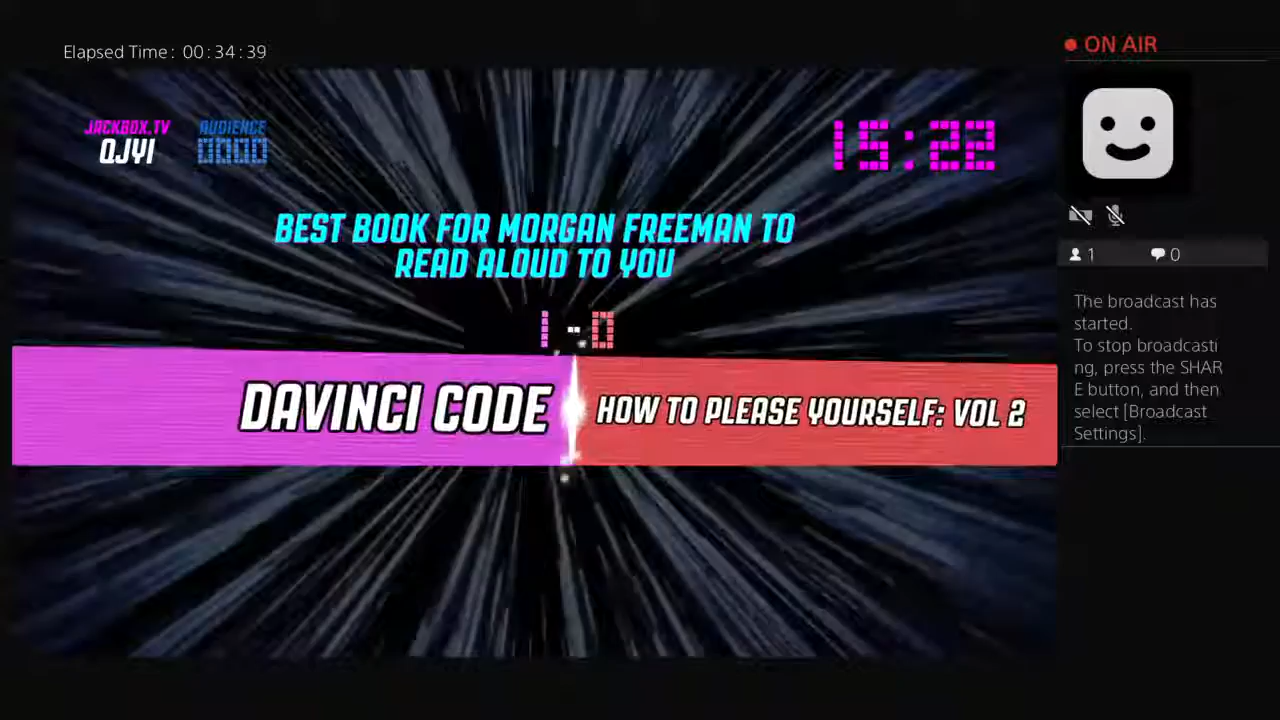 Elapsed Time: 00:34:39
ON AIR
JACKBOX.TV
QJYI
AUDIENCE
0000
15:22
BEST BOOK FOR MORGAN FREEMAN TO
READ ALOUD TO YOU
1-0
DAVINCI CODE
HOW TO PLEASE YOURSELF: VOL 2
1
0
The broadcast has
started.
To stop broadcasti
ng, press the SHAR
E button, and then
select [Broadcast
Settings].